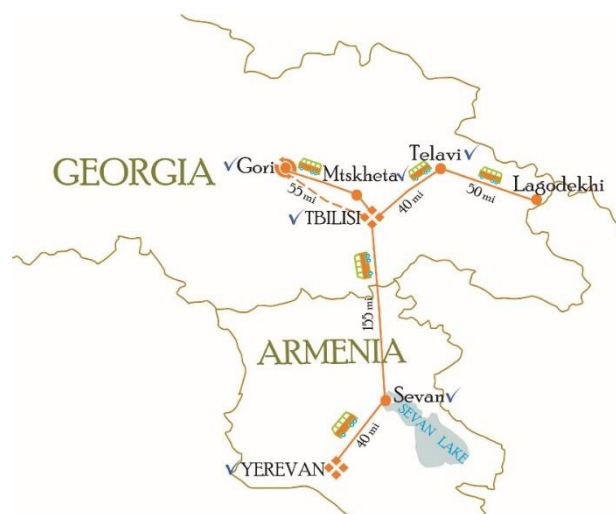 GEORGIA
Gori
Mtskheta
Telavi
Lagodekhi
55 mi
TBILISI
40 mi
50 mi
155 mi
ARMENIA
Sevan
SEVAN LAKE
40 mi
YEREVAN